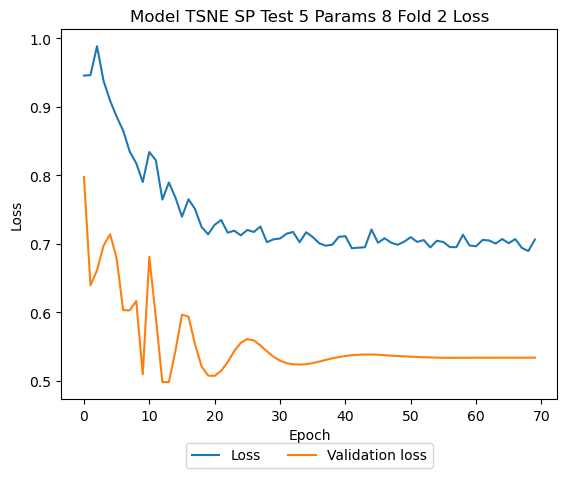 Model TSNE SP Test 5 Params 8 Fold 2 Loss
1.0
0.9
0.8
0.7
0.6
0.5
Loss
0 10 20 30 40 50 60 70
Epoch
Loss Validation loss